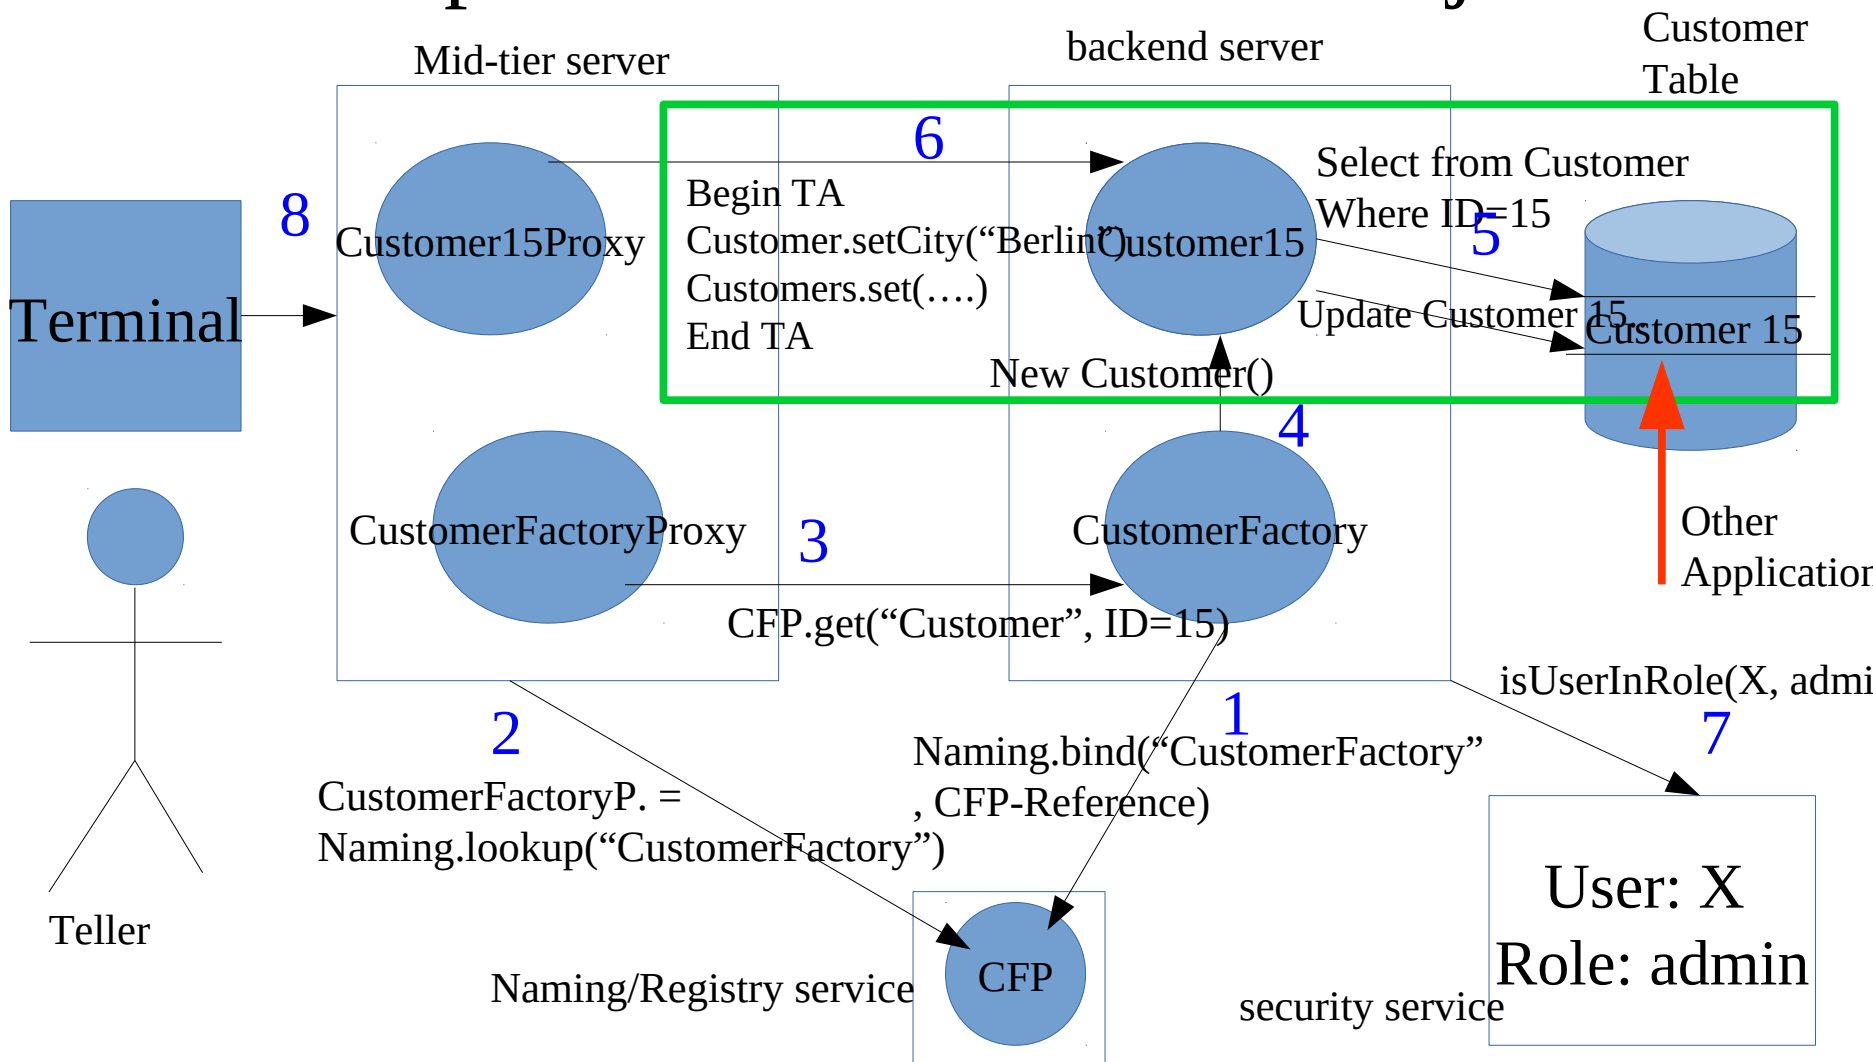 Mid-tier server
backend server
Customer
Table
6
8
Begin TA
Customer.setCity(“Berlin”)
Customers.set(….)
End TA
Customer15Proxy
Customer15
Select from Customer
Where ID=15
5
Terminal
Update Customer 15..
Customer 15
New Customer()
4
CustomerFactoryProxy
3
CustomerFactory
Other
CFP.get(“Customer”, ID=15)
2
1
7
Naming.bind(“CustomerFactory”
, CFP-Reference)
CustomerFactoryP. =
Naming.lookup(“CustomerFactory”)
User: X
Role: admin
Teller
CFP
Naming/Registry service
security service